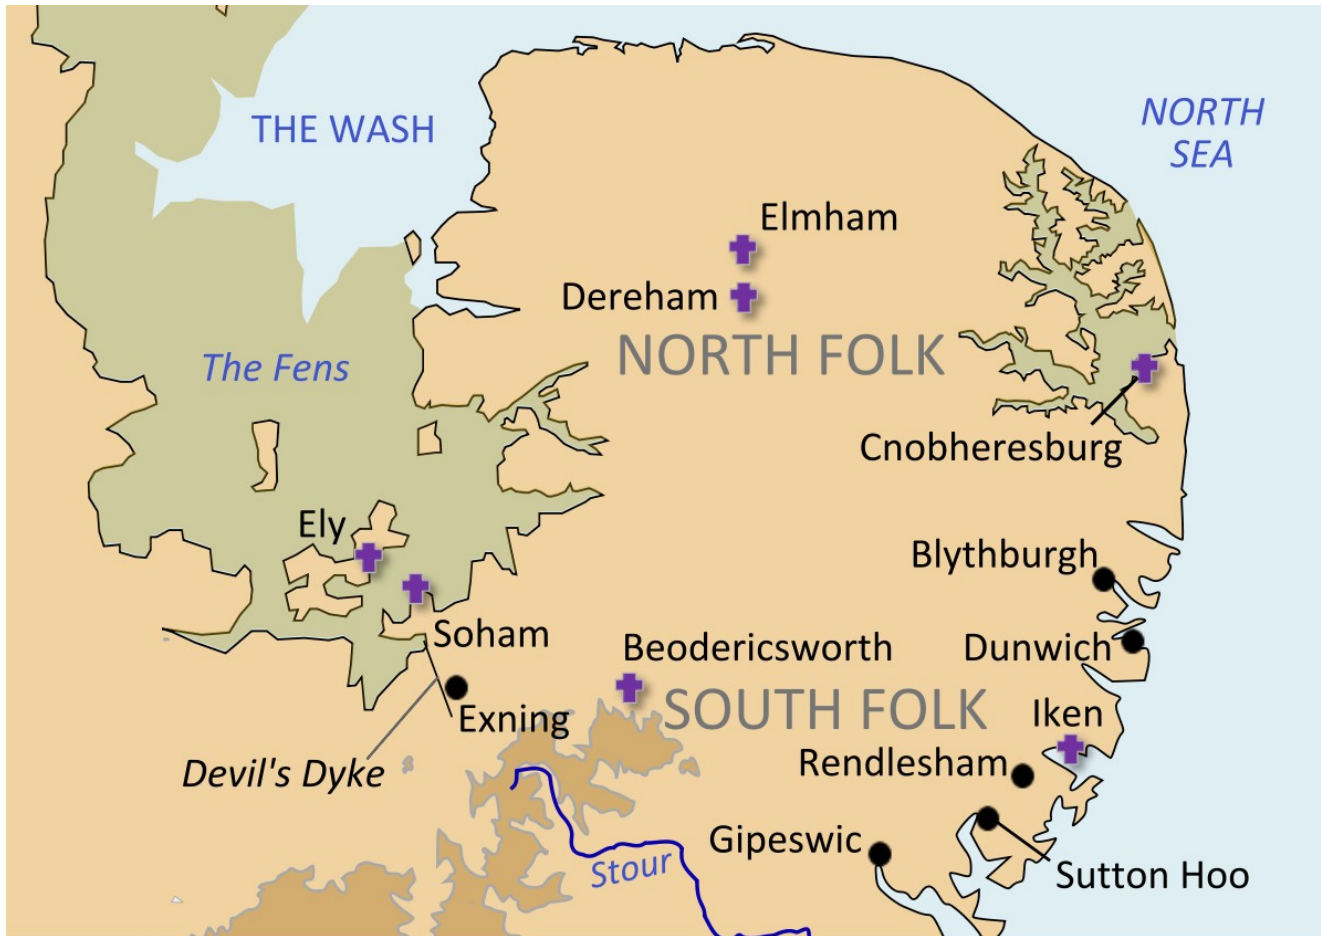 NORTH
SEA
THE WASH
Elmham
Dereham
NORTH FOLK
The Fens
Cnobheresburg
Ely
Blythburgh
Soham
Beodericsworth
Dunwich
SOUTH FOLK
Iken
Exning
Devil's Dyke
Rendlesham
Gipeswic
Stour
Sutton Hoo